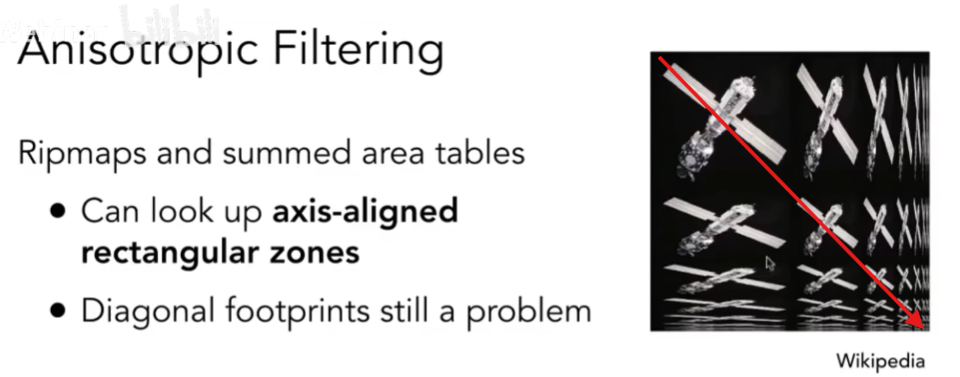 Anisotropic Filtering
Ripmaps and summed area tables
• Can look up axis-aligned
rectangular zones
• Diagonal footprints still a problem
Wikipedia